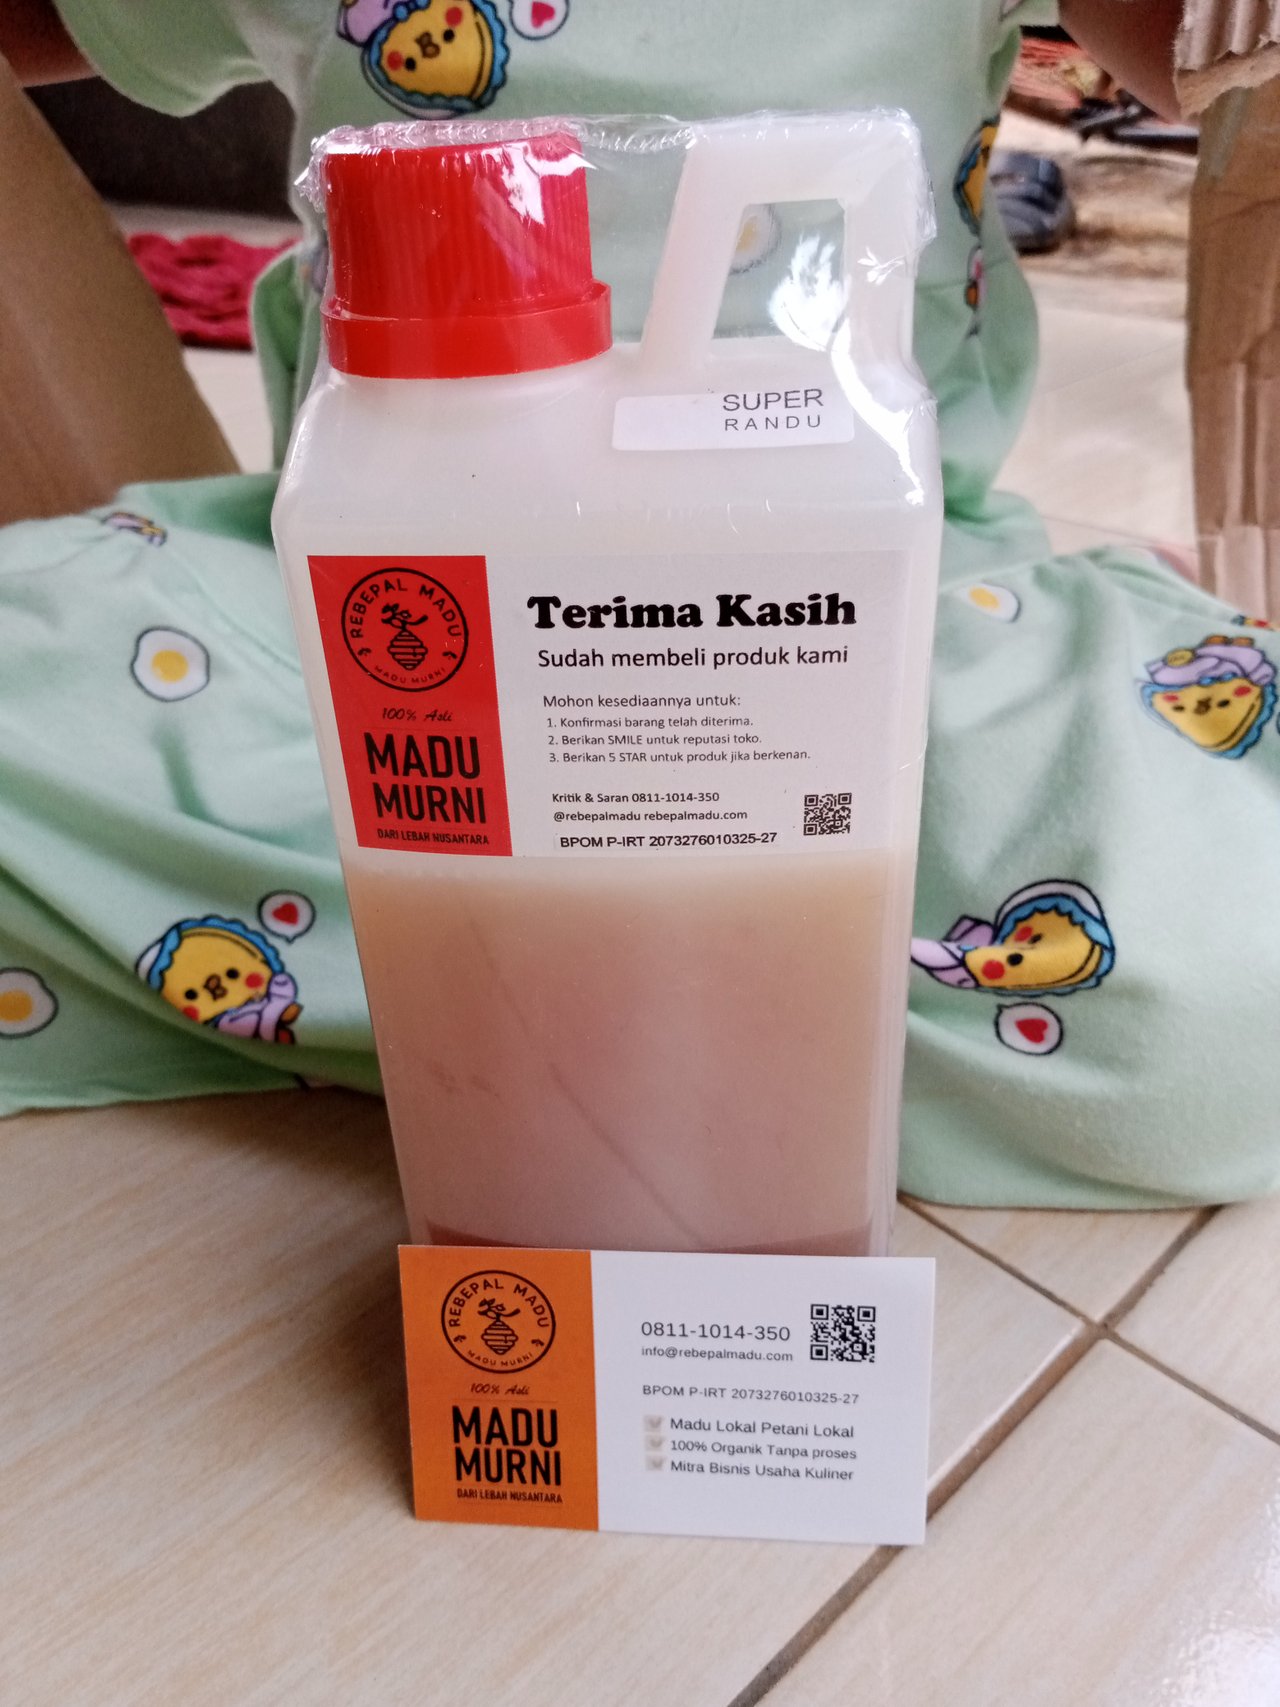 SUPER
RANDU
REBEPAL MADU
MADU MURNI
100% Asli
MADU
MURNI
DARI LEBAH NUSANTARA
Terima Kasih
Sudah membeli produk kami
Mohon kesediaannya untuk:
1. Konfirmasi barang telah diterima.
2. Berikan SMILE untuk reputasi toko.
3. Berikan 5 STAR untuk produk jika berkenan.
Kritik & Saran 0811-1014-350
@rebepalmadu rebepalmadu.com
BPOM P-IRT 2073276010325-27
REBEPAL MADU
MADU MURNI
100% Asli
MADU
MURNI
DARI LEBAH NUSANTARA
0811-1014-350
info@rebepalmadu.com
BPOM P-IRT 2073276010325-27
Madu Lokal Petani Lokal
100% Organik Tanpa proses
Mitra Bisnis Usaha Kuliner